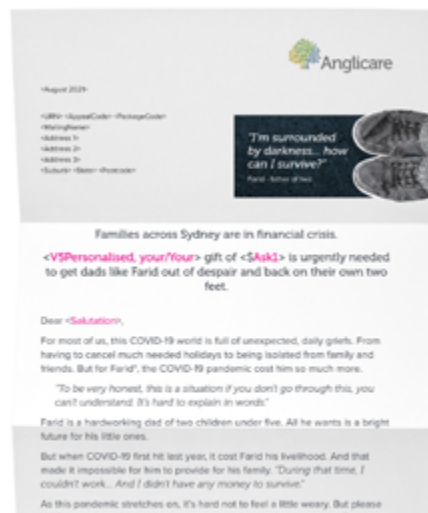 Anglicare
<August 2021>
<URN> <AppealCode> <PackageCode>
<MailingName>
<Address 1>
<Address 2>
<Address 3>
<Suburb> <State> <Postcode>
"I'm surrounded
by darkness... how
can I survive?"
Farid - father of two
Families across Sydney are in financial crisis.
<V5Personalised, your/Your> gift of <$Ask1> is urgently needed
to get dads like Farid out of despair and back on their own two
feet.
Dear <Salutation>,
For most of us, this COVID-19 world is full of unexpected, daily griefs. From
having to cancel much needed holidays to being isolated from family and
friends. But for Farid*, the COVID-19 pandemic cost him so much more.
"To be very honest, this is a situation if you don't go through this, you
can't understand. It's hard to explain in words."
Farid is a hardworking dad of two children under five. All he wants is a bright
future for his little ones.
But when COVID-19 first hit last year, it cost Farid his livelihood. And that
made it impossible for him to provide for his family. "During that time, I
couldn't work... And I didn't have any money to survive."
As this pandemic stretches on, it's hard not to feel a little weary. But please